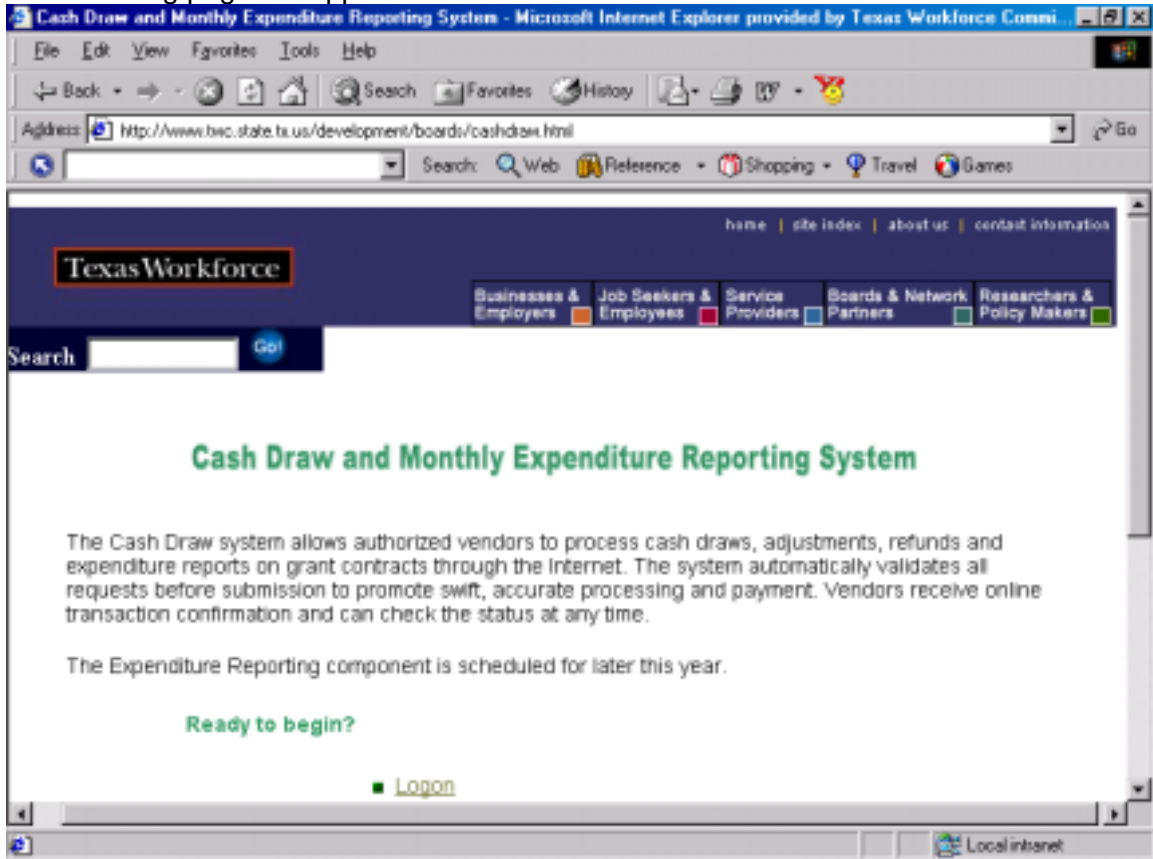 Cash Draw and Monthly Expenditure Reporting System - Microsoft Internet Explorer provided by Texas Workforce Commi...
File Edit View Favorites Tools Help
Back Search Favorites History
Address http://www.twc.state.tx.us/development/boards/cashdraw.html Go
Search: Web Reference Shopping Travel Games
home | site index | about us | contact information
TexasWorkforce
Businesses & Employers Job Seekers & Employees Service Providers Boards & Network Partners Researchers & Policy Makers
Search Go!
Cash Draw and Monthly Expenditure Reporting System
The Cash Draw system allows authorized vendors to process cash draws, adjustments, refunds and
expenditure reports on grant contracts through the Internet. The system automatically validates all
requests before submission to promote swift, accurate processing and payment. Vendors receive online
transaction confirmation and can check the status at any time.
The Expenditure Reporting component is scheduled for later this year.
Ready to begin?
Logon
Local intranet